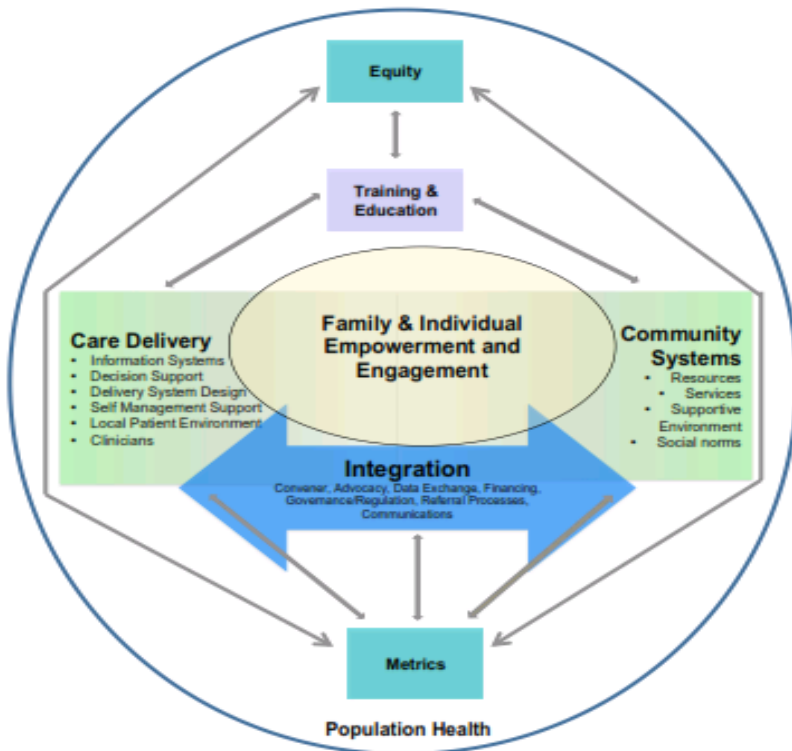 Equity
Training &
Education
Family & Individual
Empowerment and
Engagement
Care Delivery
• Information Systems
• Decision Support
• Delivery System Design
• Self Management Support
• Local Patient Environment
• Clinicians
Community
Systems
• Resources
• Services
• Supportive
Environment
• Social norms
Integration
Convener, Advocacy, Data Exchange, Financing,
Governance/Regulation, Referral Processes,
Communications
Metrics
Population Health